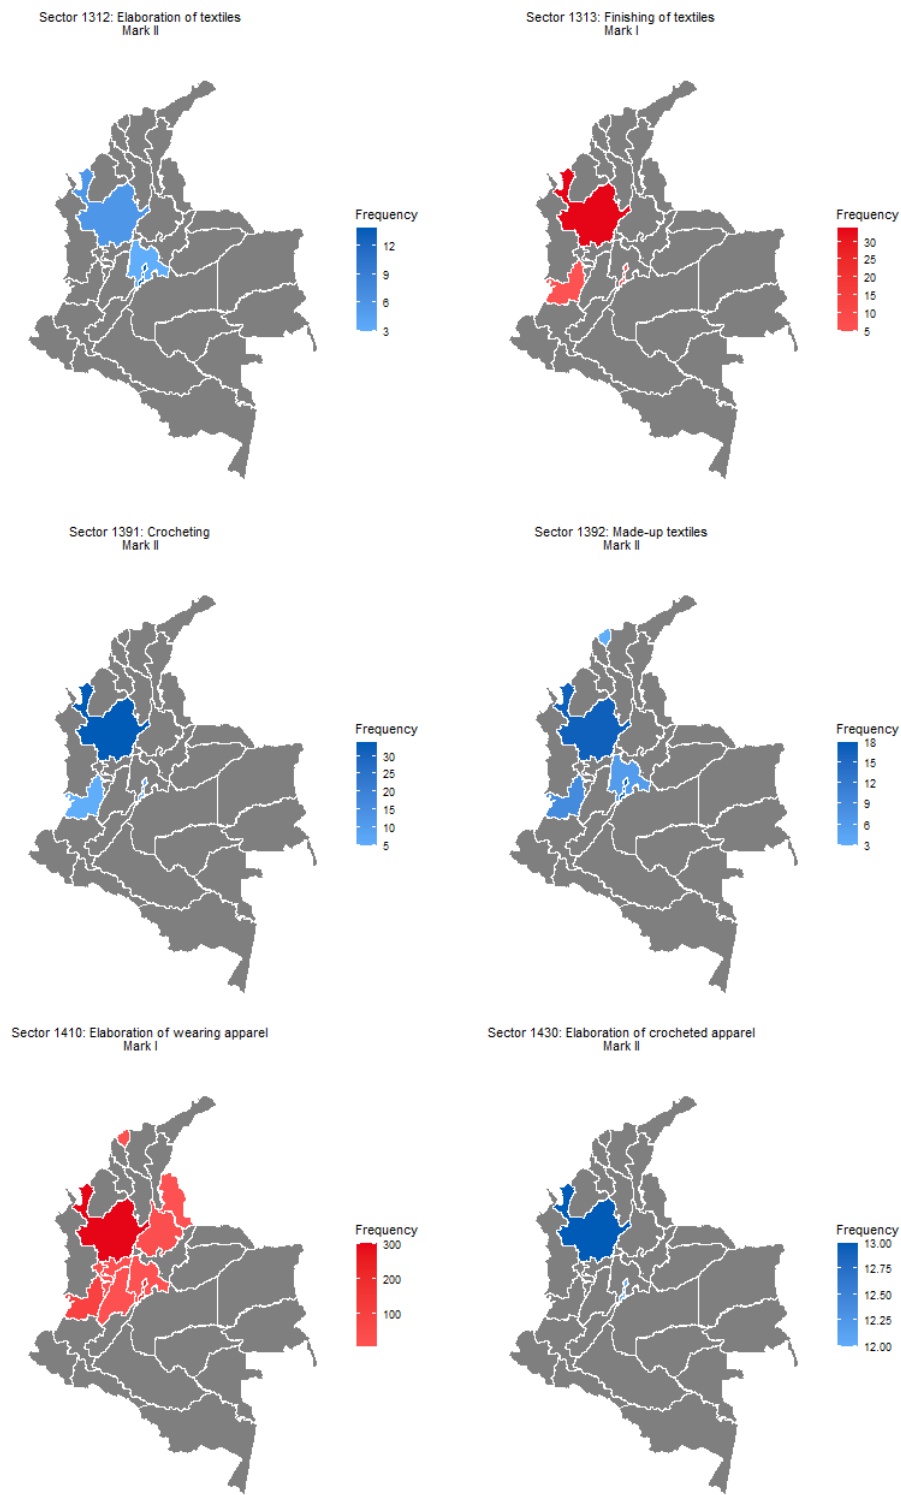 Sector 1312: Elaboration of textiles
Mark II
Frequency
12
9
6
3
Sector 1313: Finishing of textiles
Mark I
Frequency
30
25
20
15
10
5
Sector 1391: Crocheting
Mark II
Frequency
30
25
20
15
10
5
Sector 1392: Made-up textiles
Mark II
Frequency
18
15
12
9
6
3
Sector 1410: Elaboration of wearing apparel
Mark I
Frequency
300
200
100
Sector 1430: Elaboration of crocheted apparel
Mark II
Frequency
13.00
12.75
12.50
12.25
12.00